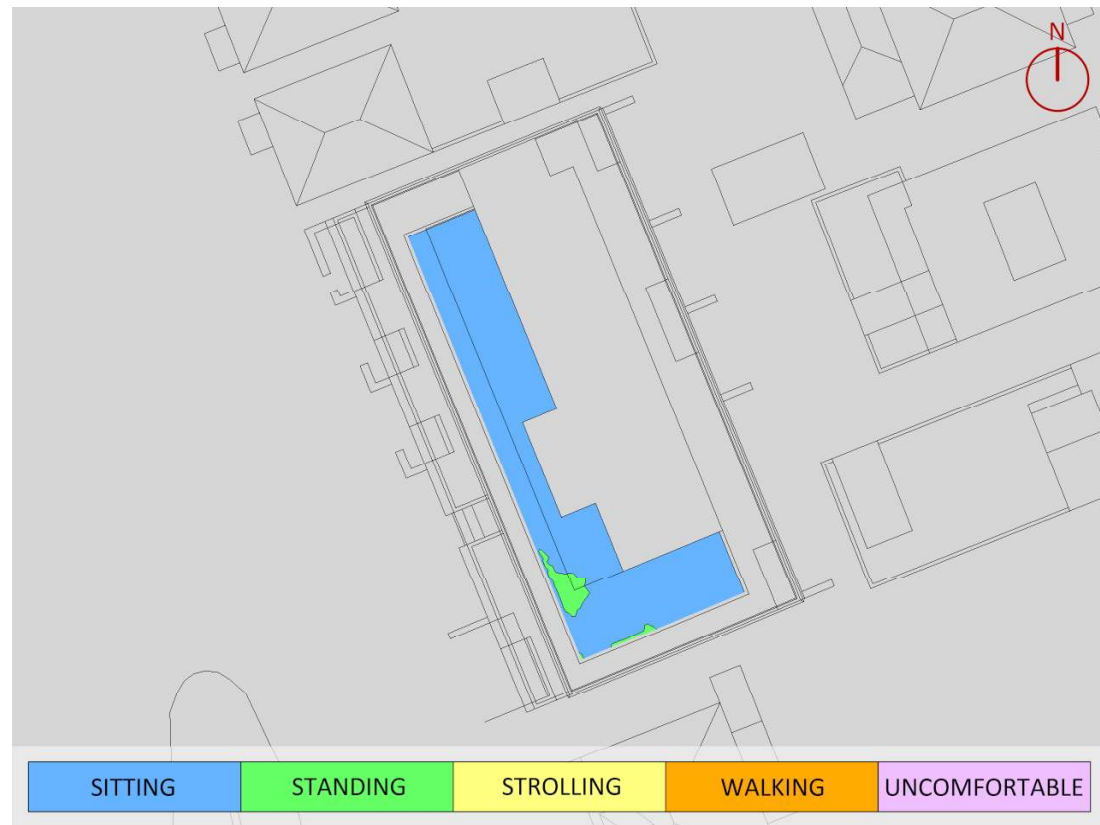 N
SITTING
STANDING
STROLLING
WALKING
UNCOMFORTABLE